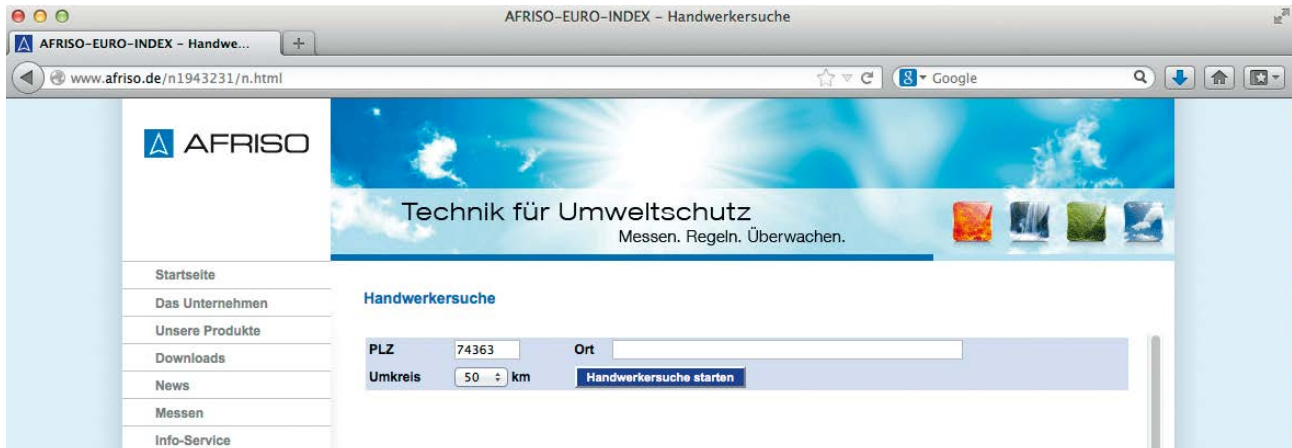 AFRISO-EURO-INDEX – Handwerkersuche
AFRISO-EURO-INDEX – Handwe...
www.afriso.de/n1943231/n.html
Google
AFRISO
Technik für Umweltschutz
Messen. Regeln. Überwachen.
Startseite
Das Unternehmen
Unsere Produkte
Downloads
News
Messen
Info-Service
Handwerkersuche
PLZ 74363 Ort
Umkreis 50 km Handwerkersuche starten